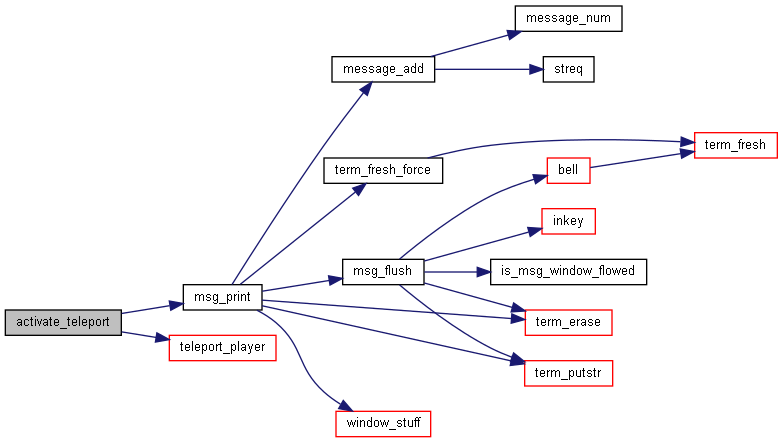 message_num
message_add
streq
term_fresh
term_fresh_force
bell
inkey
msg_flush
is_msg_window_flowed
msg_print
activate_teleport
term_erase
teleport_player
term_putstr
window_stuff